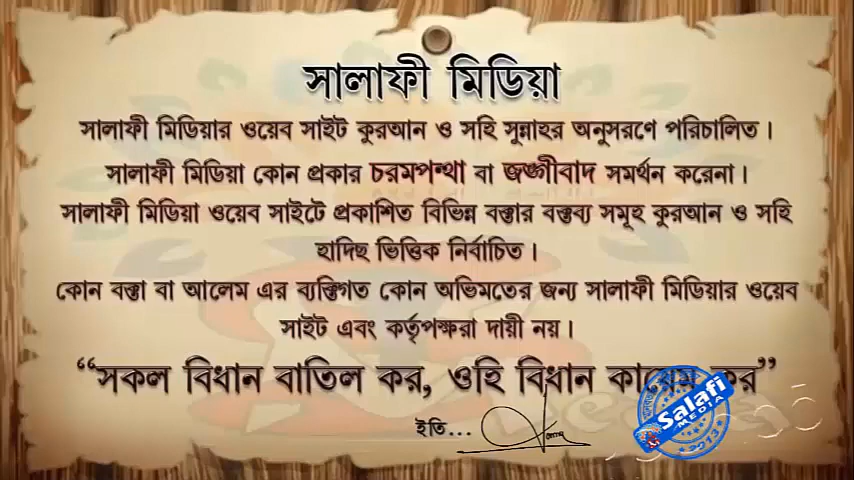 সালাফী মিডিয়া
সালাফী মিডিয়ার ওয়েব সাইট কুরআন ও সহি সুন্নাহর অনুসরণে পরিচালিত।
সালাফী মিডিয়া কোন প্রকার চরমপন্থা বা জঙ্গীবাদ সমর্থন করেনা।
সালাফী মিডিয়া ওয়েব সাইটে প্রকাশিত বিভিন্ন বক্তার বক্তব্য সমূহ কুরআন ও সহি
হাদিছ ভিত্তিক নির্বাচিত।
কোন বক্তা বা আলেম এর ব্যক্তিগত কোন অভিমতের জন্য সালাফী মিডিয়ার ওয়েব
সাইট এবং কর্তৃপক্ষরা দায়ী নয়।
“সকল বিধান বাতিল কর, ওহি বিধান কায়েম কর”
ইতি...
Salafi
MEDIA
2013